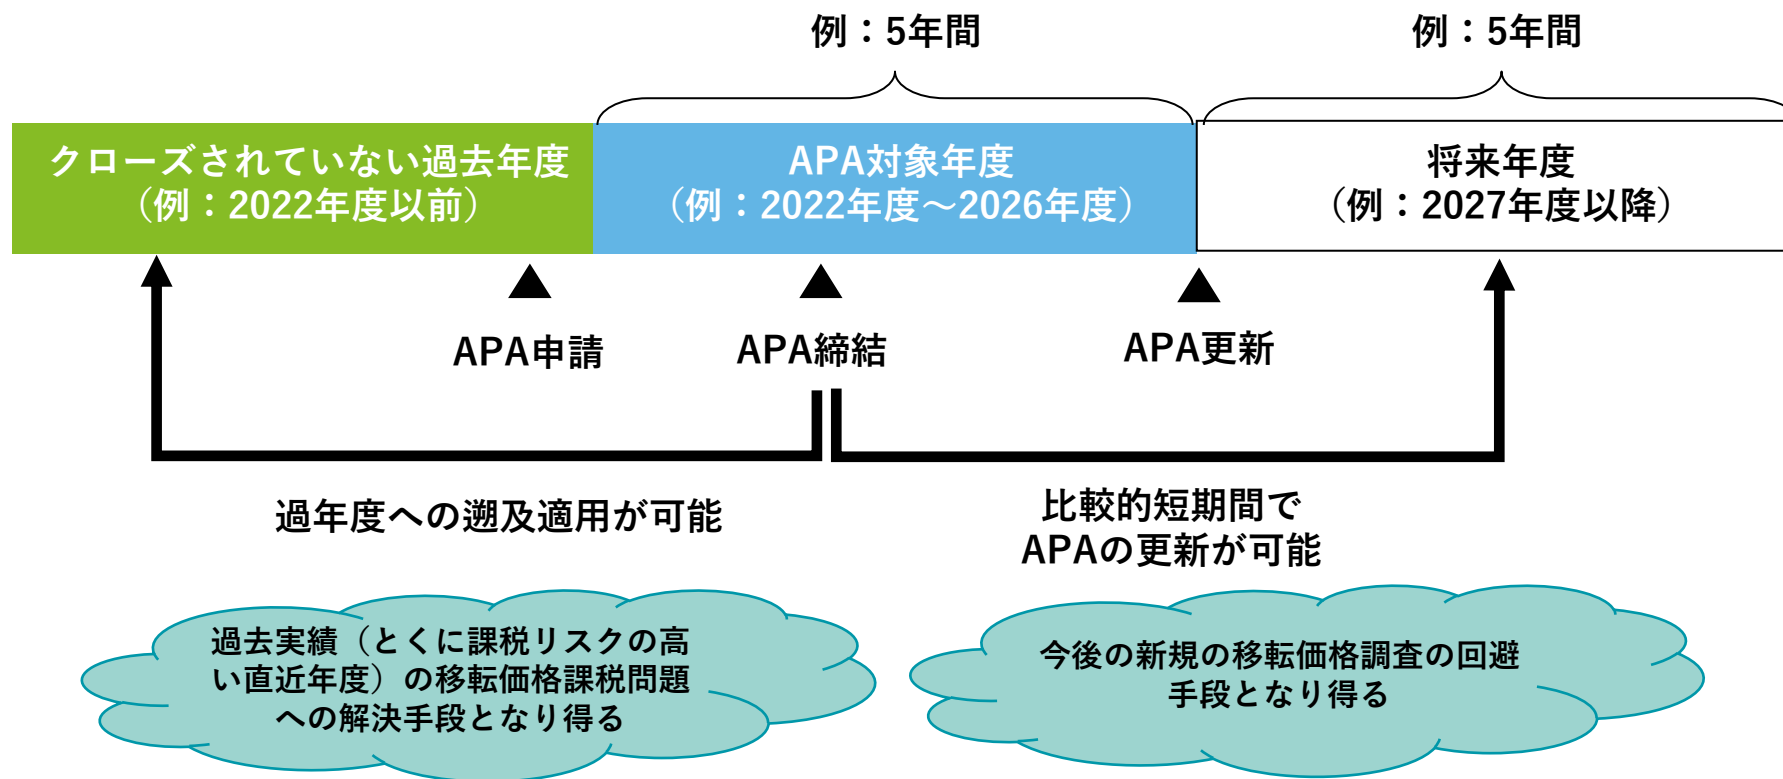 例：5年間
例：5年間
クローズされていない過去年度
（例：2022年度以前）
APA対象年度
（例：2022年度～2026年度）
将来年度
（例：2027年度以降）
APA申請
APA締結
APA更新
過年度への遡及適用が可能
比較的短期間で
APAの更新が可能
過去実績（とくに課税リスクの高
い直近年度）の移転価格課税問題
への解決手段となり得る
今後の新規の移転価格調査の回避
手段となり得る